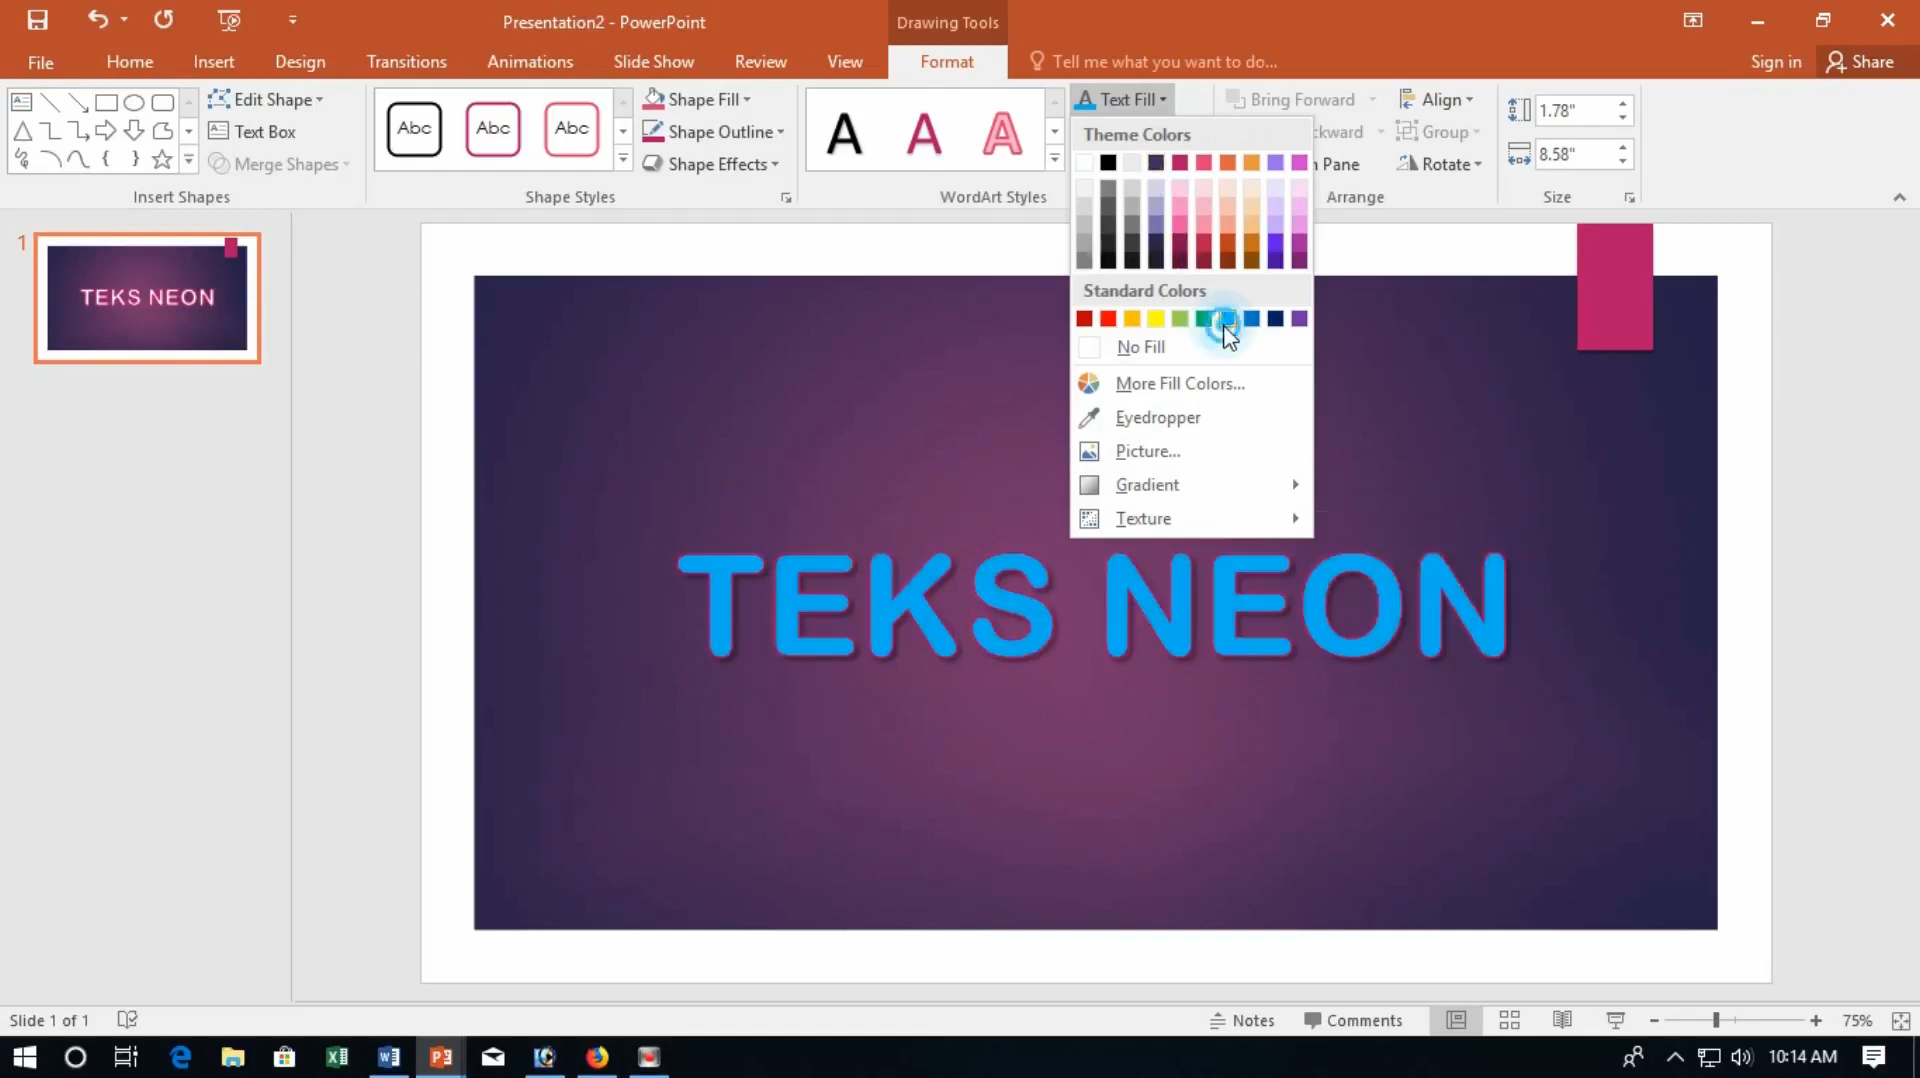 Presentation2 - PowerPoint
Drawing Tools
File
Home
Insert
Design
Transitions
Animations
Slide Show
Review
View
Format
Tell me what you want to do...
Sign in
Share
Edit Shape
Text Box
Merge Shapes
Insert Shapes
Abc
Abc
Abc
Shape Fill
Shape Outline
Shape Effects
Shape Styles
A
A
A
WordArt Styles
Text Fill
Bring Forward
ckward
n Pane
Align
Group
Rotate
Arrange
1.78"
8.58"
Size
Theme Colors
Standard Colors
No Fill
More Fill Colors...
Eyedropper
Picture...
Gradient
Texture
1
TEKS NEON
TEKS NEON
Slide 1 of 1
Notes
Comments
75%
10:14 AM